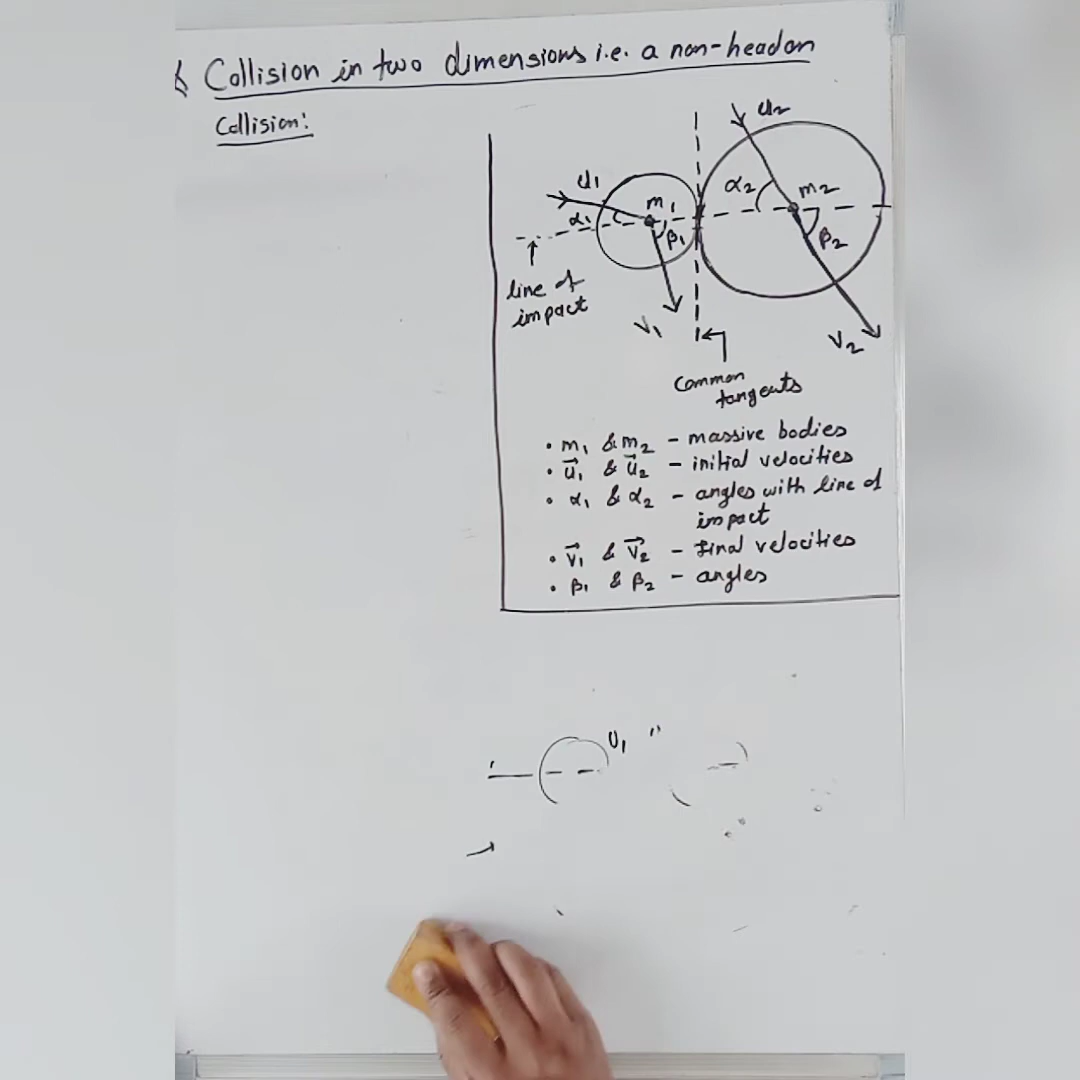 Collision in two dimensions i.e. a non-headon
Collision:
u₂
u₁
α₂
m₂
m₁
α₁
β₁
β₂
line of
impact
V₁
V₂
Common
tangents
• m₁ & m₂ – massive bodies
• u⃗₁ & u⃗₂ – initial velocities
• α₁ & α₂ – angles with line of
impact
• v⃗₁ & v⃗₂ – final velocities
• β₁ & β₂ – angles
U₁